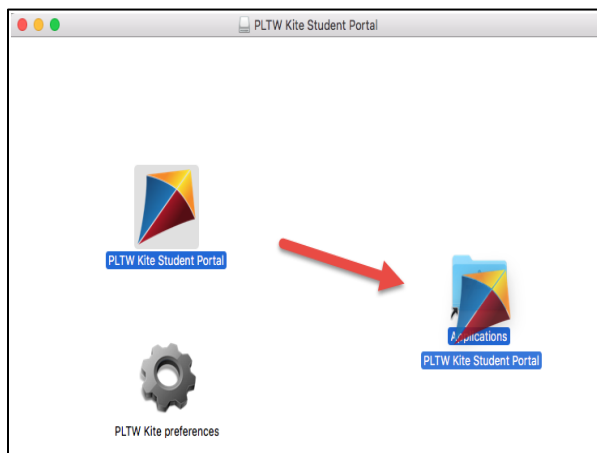 PLTW Kite Student Portal
PLTW Kite Student Portal
Applications
PLTW Kite Student Portal
PLTW Kite preferences